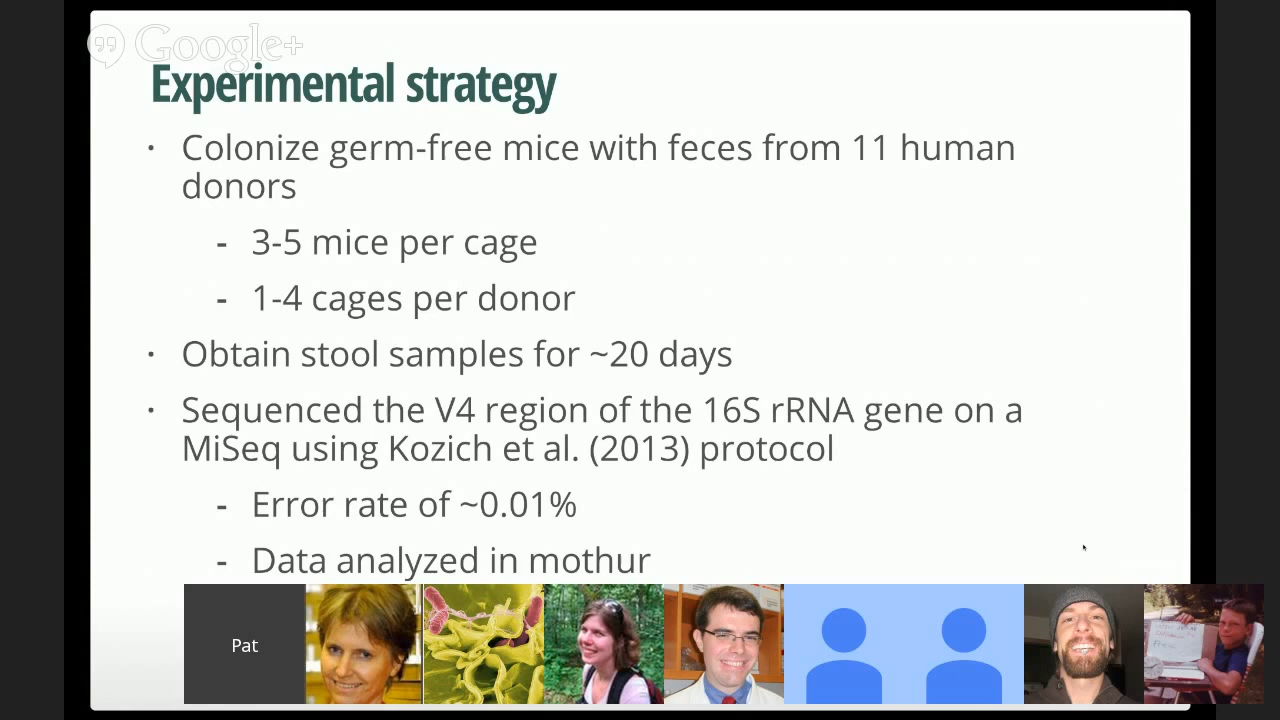 Google+
Experimental strategy
· Colonize germ-free mice with feces from 11 human
donors
- 3-5 mice per cage
- 1-4 cages per donor
· Obtain stool samples for ~20 days
· Sequenced the V4 region of the 16S rRNA gene on a
MiSeq using Kozich et al. (2013) protocol
- Error rate of ~0.01%
- Data analyzed in mothur
Pat